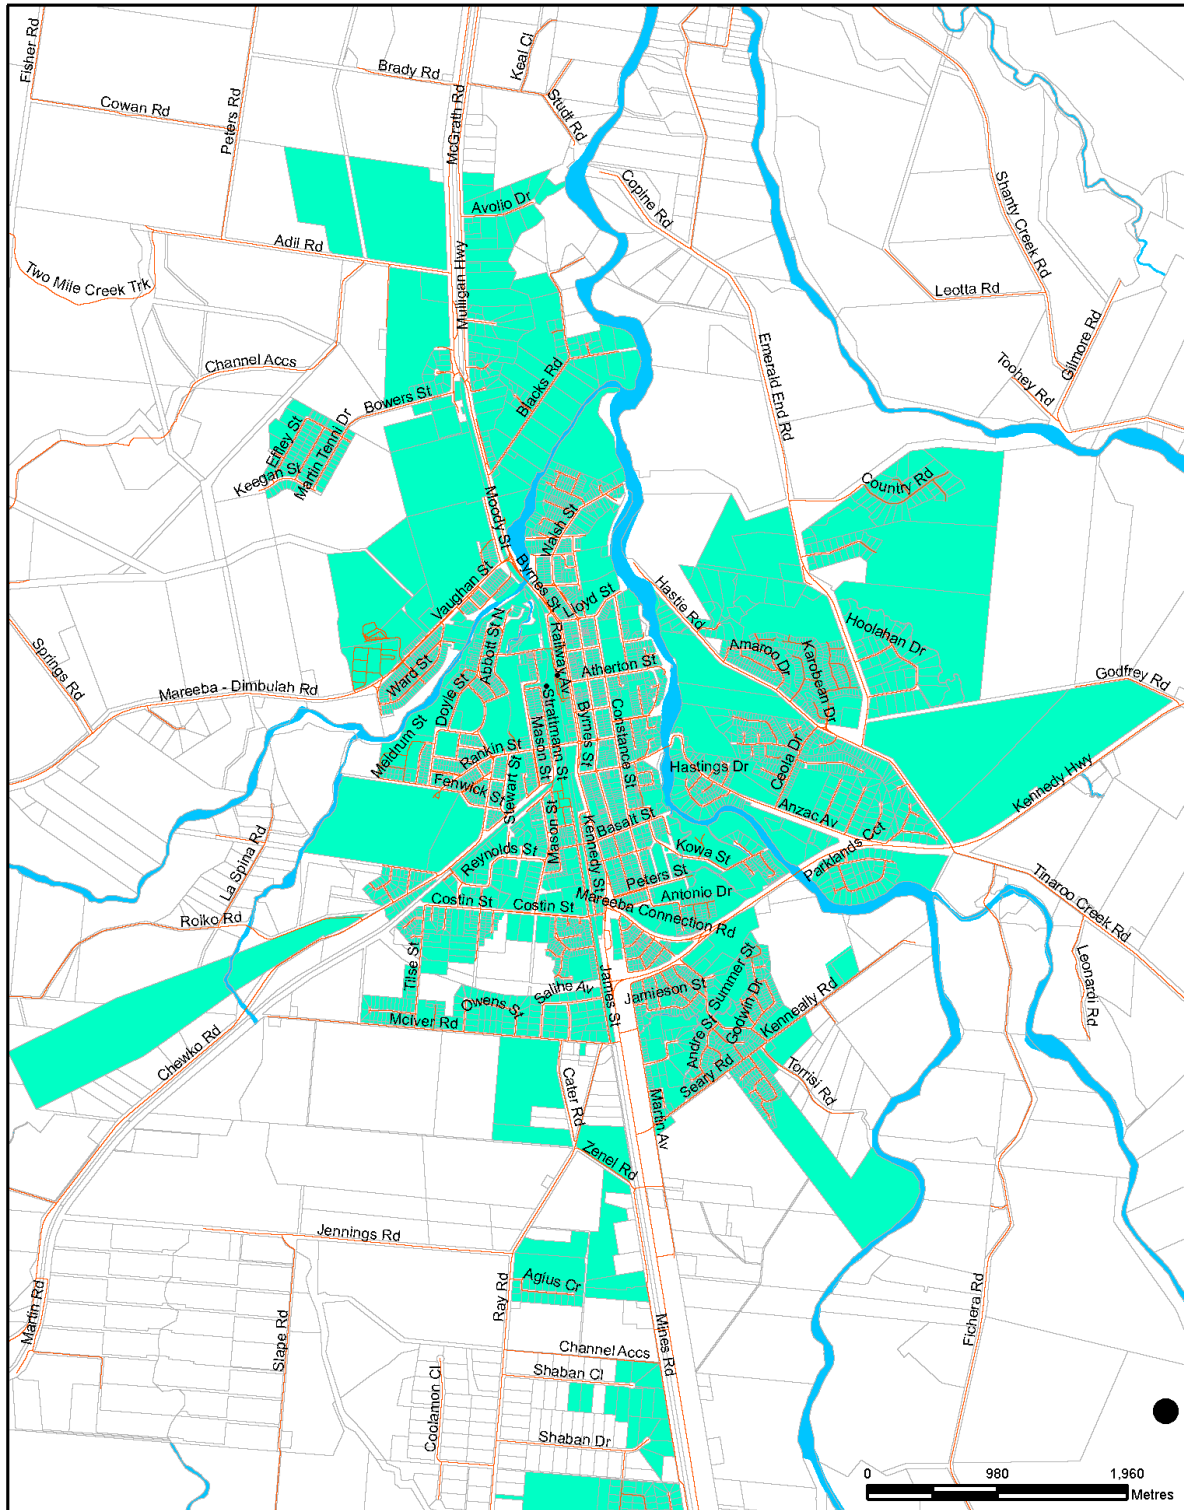 Fisher Rd
Keal Cl
Brady Rd
Cowan Rd
Peters Rd
McGrath Rd
Studt Rd
Copine Rd
Shanty Creek Rd
Avolio Dr
Adil Rd
Two Mile Creek Trk
Mulligan Hwy
Leotta Rd
Gilmore Rd
Channel Accs
Emerald End Rd
Toohey Rd
Blacks Rd
Bowers St
Effley St
Martin Tenni Dr
Keegan St
Country Rd
Moody St
Walsh St
Vaughan St
Byrnes St
Lloyd St
Hastie Rd
Abbott St N
Railway Av
Hoolahan Dr
Springs Rd
Ward St
Atherton St
Amaroo Dr
Karobean Dr
Godfrey Rd
Mareeba - Dimbulah Rd
Doyle St
Strattmann St
Meldrum St
Mason St
Byrnes St
Constance St
Rankin St
Hastings Dr
Ceola Dr
Kennedy Hwy
Fenwick St
Stewart St
Anzac Av
Mason St
Kennedy St
Basalt St
La Spina Rd
Reynolds St
Kowa St
Parklands Cct
Peters St
Tinaroo Creek Rd
Roiko Rd
Costin St
Costin St
Antonio Dr
Mareeba Connection Rd
Tilse St
Summer St
Leonardi Rd
Salihe Av
James St
Jamieson St
Owens St
Godwin Dr
Kenneally Rd
McIver Rd
Andre St
Chewko Rd
Seary Rd
Torrisi Rd
Cater Rd
Martin Av
Zenel Rd
Jennings Rd
Agius Cr
Martin Rd
Slape Rd
Ray Rd
Fichera Rd
Mines Rd
Channel Accs
Shaban Cl
Coolamon Cl
Shaban Dr
0 980 1,960
Metres